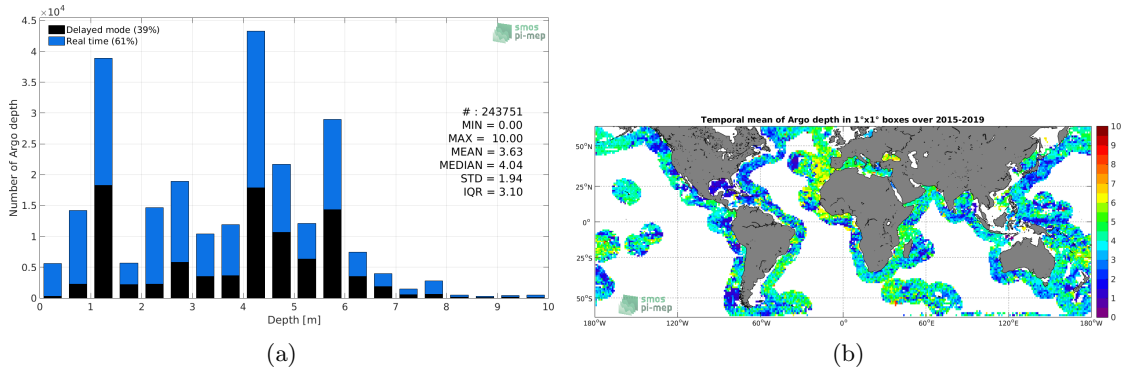 ×10⁴
4.5
4
3.5
3
2.5
2
1.5
1
0.5
0
Number of Argo depth
Delayed mode (39%)
Real time (61%)
smos
pi-mep
# : 243751
MIN = 0.00
MAX = 10.00
MEAN = 3.63
MEDIAN = 4.04
STD = 1.94
IQR = 3.10
1 2 3 4 5 6 7 8 9 10
Depth [m]
(a)
Temporal mean of Argo depth in 1°x1° boxes over 2015-2019
50°N
25°N
0°
25°S
50°S
smos
pi-mep
180°W 120°W 60°W 0° 60°E 120°E 180°W
10
9
8
7
6
5
4
3
2
1
0
(b)